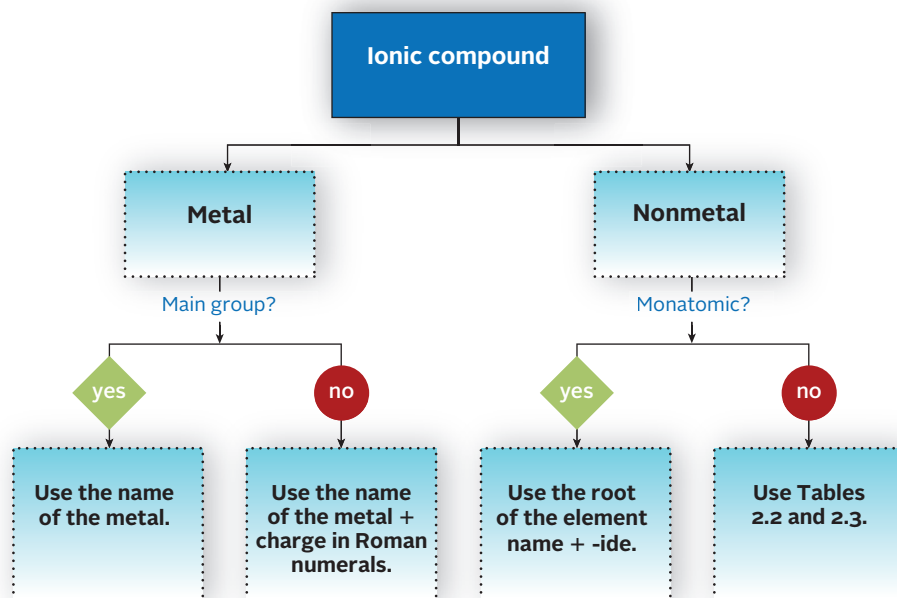 Ionic compound
Metal
Nonmetal
Main group?
Monatomic?
yes
no
yes
no
Use the name
of the metal.
Use the name
of the metal +
charge in Roman
numerals.
Use the root
of the element
name + -ide.
Use Tables
2.2 and 2.3.